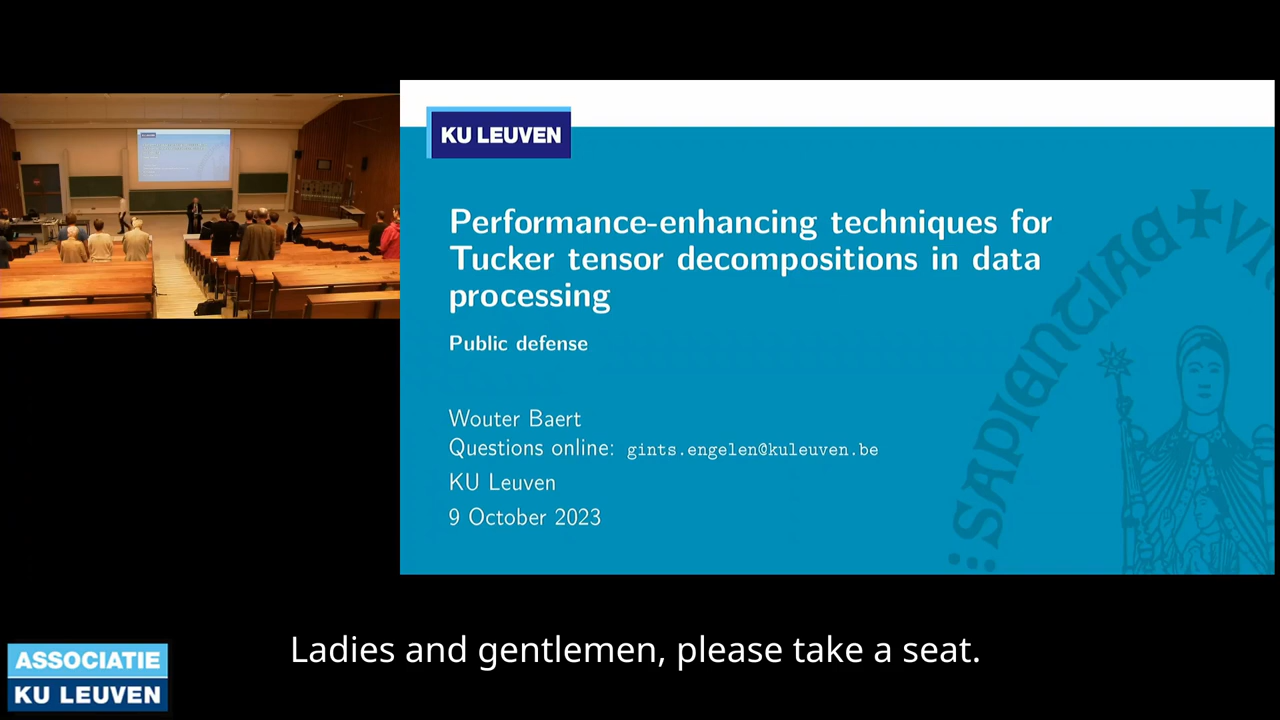 KU LEUVEN
Performance-enhancing techniques for
Tucker tensor decompositions in data
processing
Public defense
Wouter Baert
Questions online: gints.engelen@kuleuven.be
KU Leuven
9 October 2023
SAPIENTIAE
Ladies and gentlemen, please take a seat.
ASSOCIATIE
KU LEUVEN